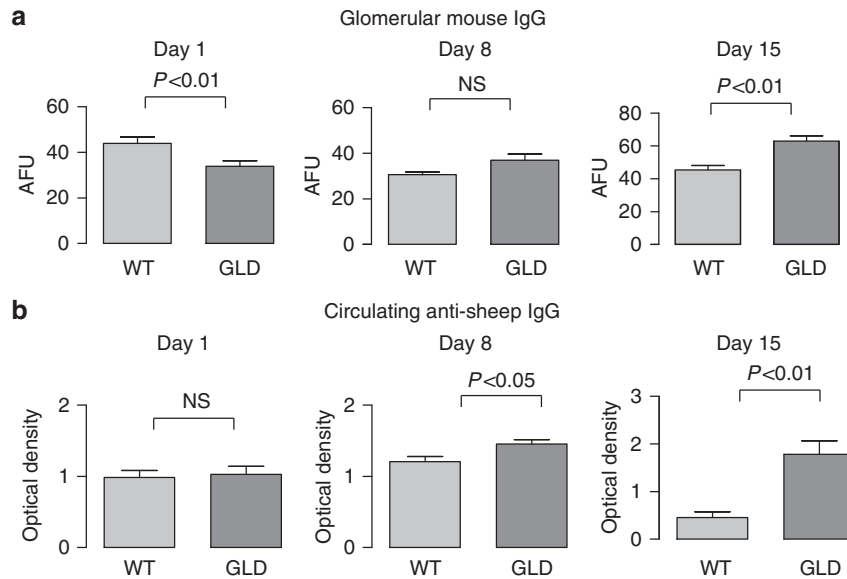 a
Glomerular mouse IgG
Day 1
Day 8
Day 15
P<0.01
NS
P<0.01
AFU
60
40
20
0
WT
GLD
AFU
60
40
20
0
WT
GLD
AFU
80
60
40
20
0
WT
GLD
b
Circulating anti-sheep IgG
Day 1
Day 8
Day 15
NS
P<0.05
P<0.01
Optical density
2
1
0
WT
GLD
Optical density
2
1
0
WT
GLD
Optical density
3
2
1
0
WT
GLD